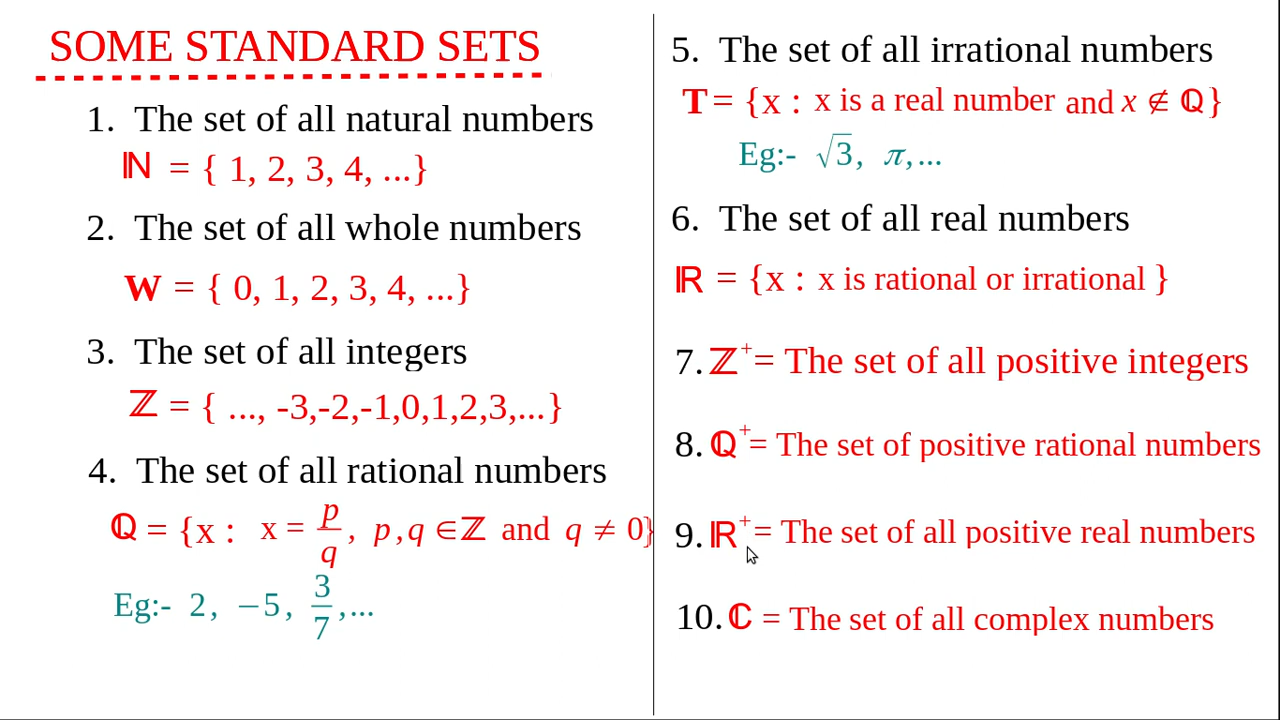 SOME STANDARD SETS
1. The set of all natural numbers
ℕ = { 1, 2, 3, 4, ...}
2. The set of all whole numbers
W = { 0, 1, 2, 3, 4, ...}
3. The set of all integers
ℤ = { ..., -3,-2,-1,0,1,2,3,...}
4. The set of all rational numbers
ℚ = {x : x = p/q, p,q ∈ℤ and q ≠ 0}
Eg:- 2, −5, 3/7,...
5. The set of all irrational numbers
T = {x : x is a real number and x ∉ ℚ}
Eg:- √3, π,...
6. The set of all real numbers
ℝ = {x : x is rational or irrational }
7. ℤ⁺= The set of all positive integers
8. ℚ⁺= The set of positive rational numbers
9. ℝ⁺= The set of all positive real numbers
10. ℂ = The set of all complex numbers